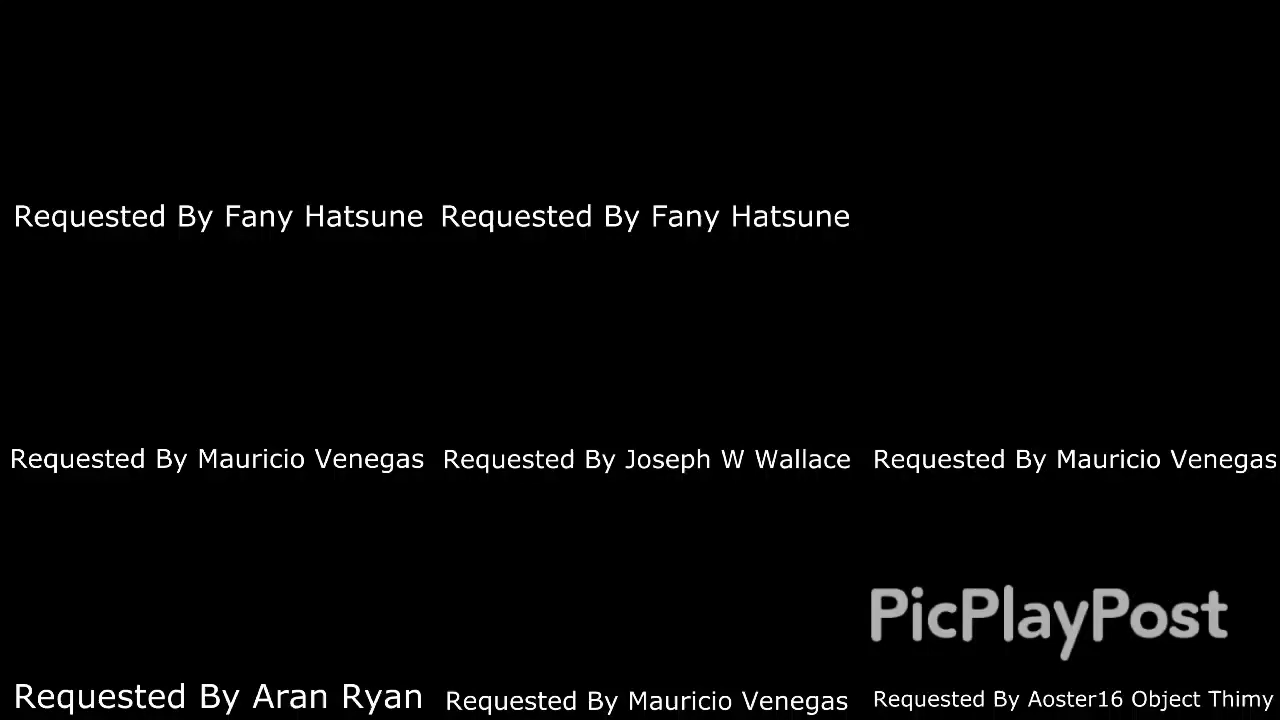 Requested By Fany Hatsune
Requested By Fany Hatsune
Requested By Mauricio Venegas
Requested By Joseph W Wallace
Requested By Mauricio Venegas
PicPlayPost
Requested By Aran Ryan
Requested By Mauricio Venegas
Requested By Aoster16 Object Thimy